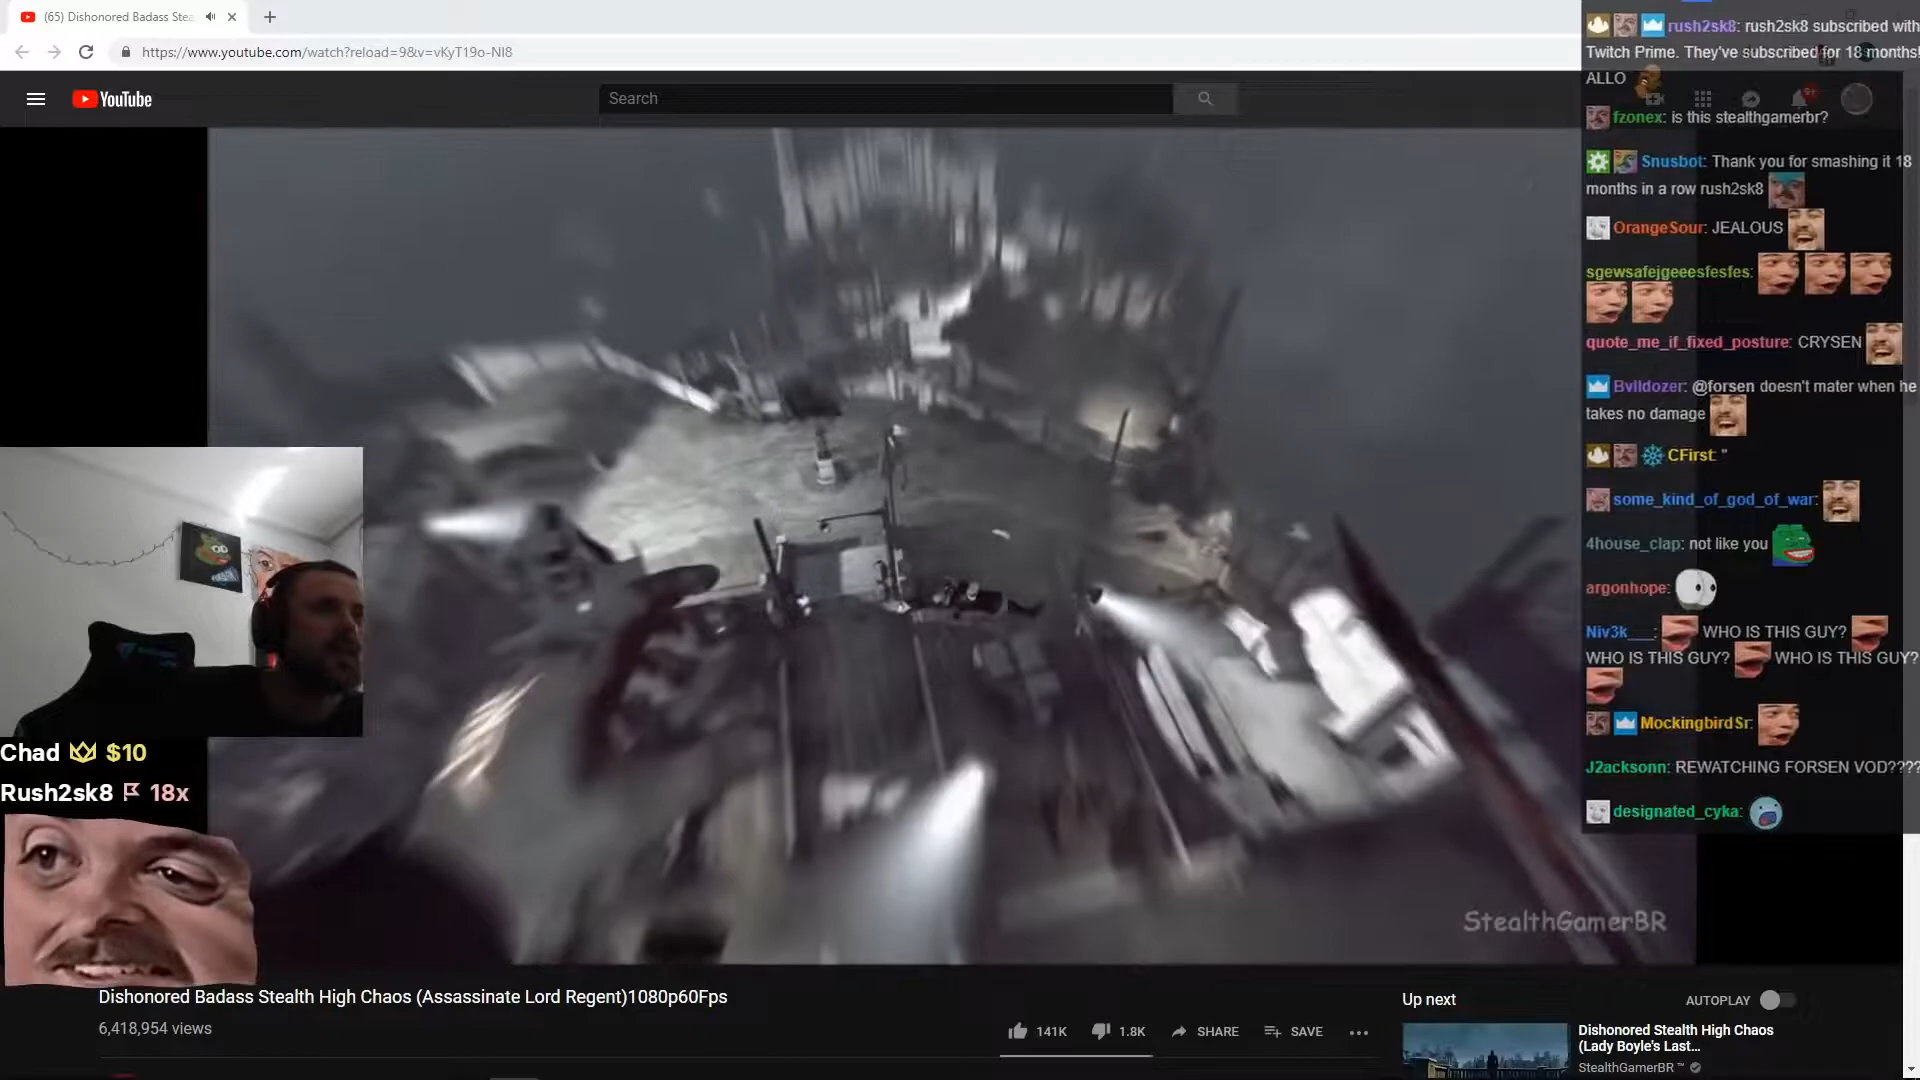 (65) Dishonored Badass Stea
https://www.youtube.com/watch?reload=9&v=vKyT19o-NI8
YouTube
Search
9+
rush2sk8: rush2sk8 subscribed with
Twitch Prime. They've subscribed for 18 months!
ALLO
fzonex: is this stealthgamerbr?
Snusbot: Thank you for smashing it 18
months in a row rush2sk8
OrangeSour: JEALOUS
sgewsafejgeeesfesfes:
quote_me_if_fixed_posture: CRYSEN
Bvlldozer: @forsen doesn't mater when he
takes no damage
CFirst: "
some_kind_of_god_of_war:
4house_clap: not like you
argonhope:
Niv3k___: WHO IS THIS GUY?
WHO IS THIS GUY? WHO IS THIS GUY?
MockingbirdSr:
J2acksonn: REWATCHING FORSEN VOD????
designated_cyka:
Chad $10
Rush2sk8 18x
StealthGamerBR
Dishonored Badass Stealth High Chaos (Assassinate Lord Regent)1080p60Fps
6,418,954 views
141K 1.8K SHARE SAVE
Up next AUTOPLAY
Dishonored Stealth High Chaos
(Lady Boyle's Last...
StealthGamerBR ™